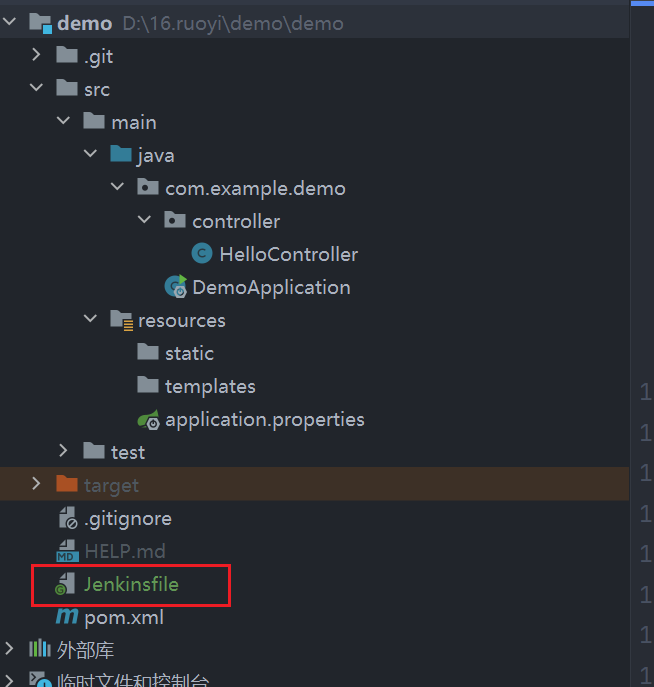 demo D:\16.ruoyi\demo\demo
.git
src
main
java
com.example.demo
controller
HelloController
DemoApplication
resources
static
templates
application.properties
test
target
.gitignore
HELP.md
Jenkinsfile
pom.xml
外部库
临时文件和控制台